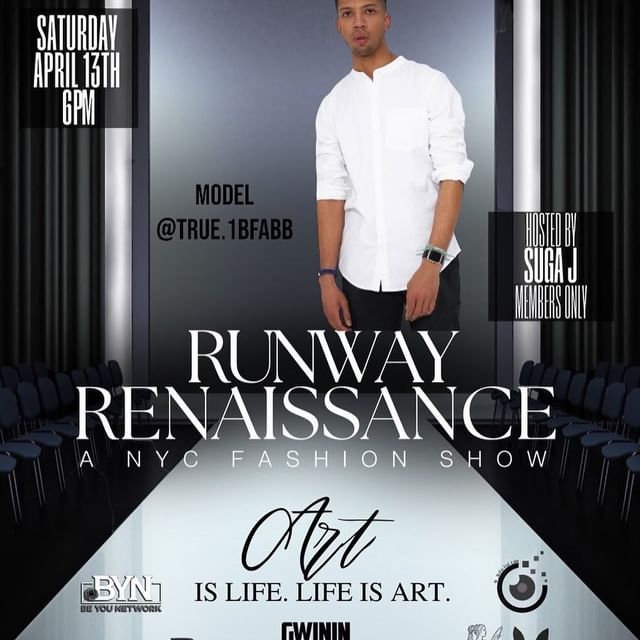 SATURDAY
APRIL 13TH
6PM
MODEL
@TRUE.1BFABB
HOSTED BY
SUGA J
MEMBERS ONLY
RUNWAY
RENAISSANCE
A NYC FASHION SHOW
Art
IS LIFE. LIFE IS ART.
BYN
BE YOU NETWORK
GWININ